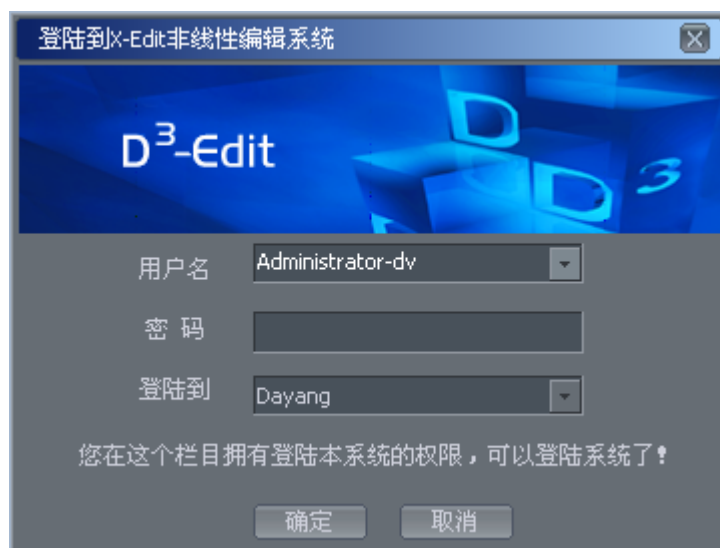 登陆到X-Edit非线性编辑系统
D³-Edit
D
D
D
3
用户名 Administrator-dv
密 码
登陆到 Dayang
您在这个栏目拥有登陆本系统的权限，可以登陆系统了！
确定 取消